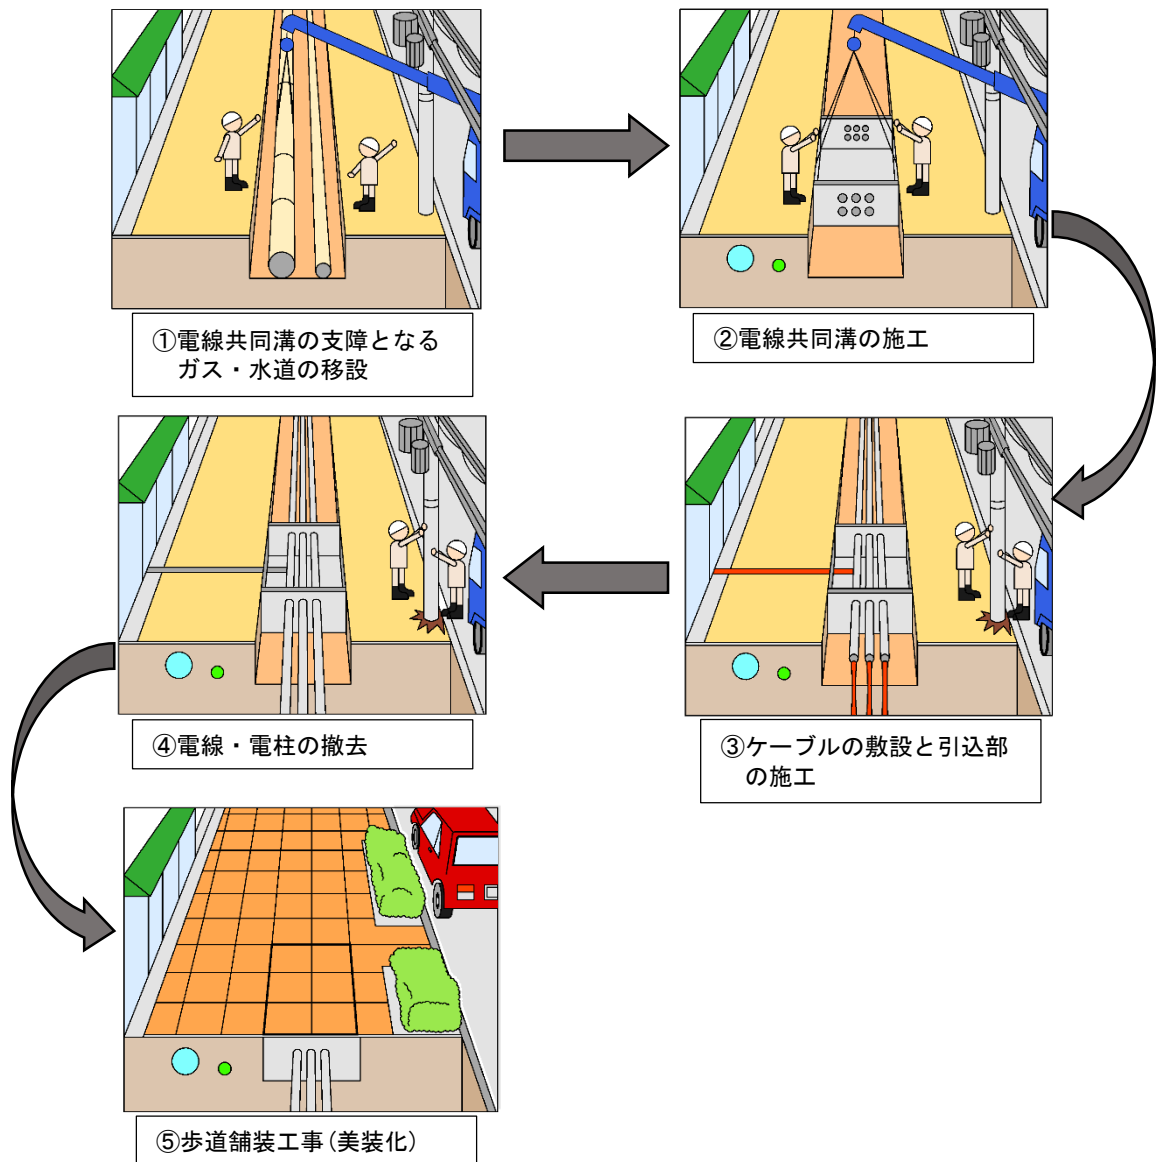 ①電線共同溝の支障となる
ガス・水道の移設
②電線共同溝の施工
③ケーブルの敷設と引込部
の施工
④電線・電柱の撤去
⑤歩道舗装工事(美装化)